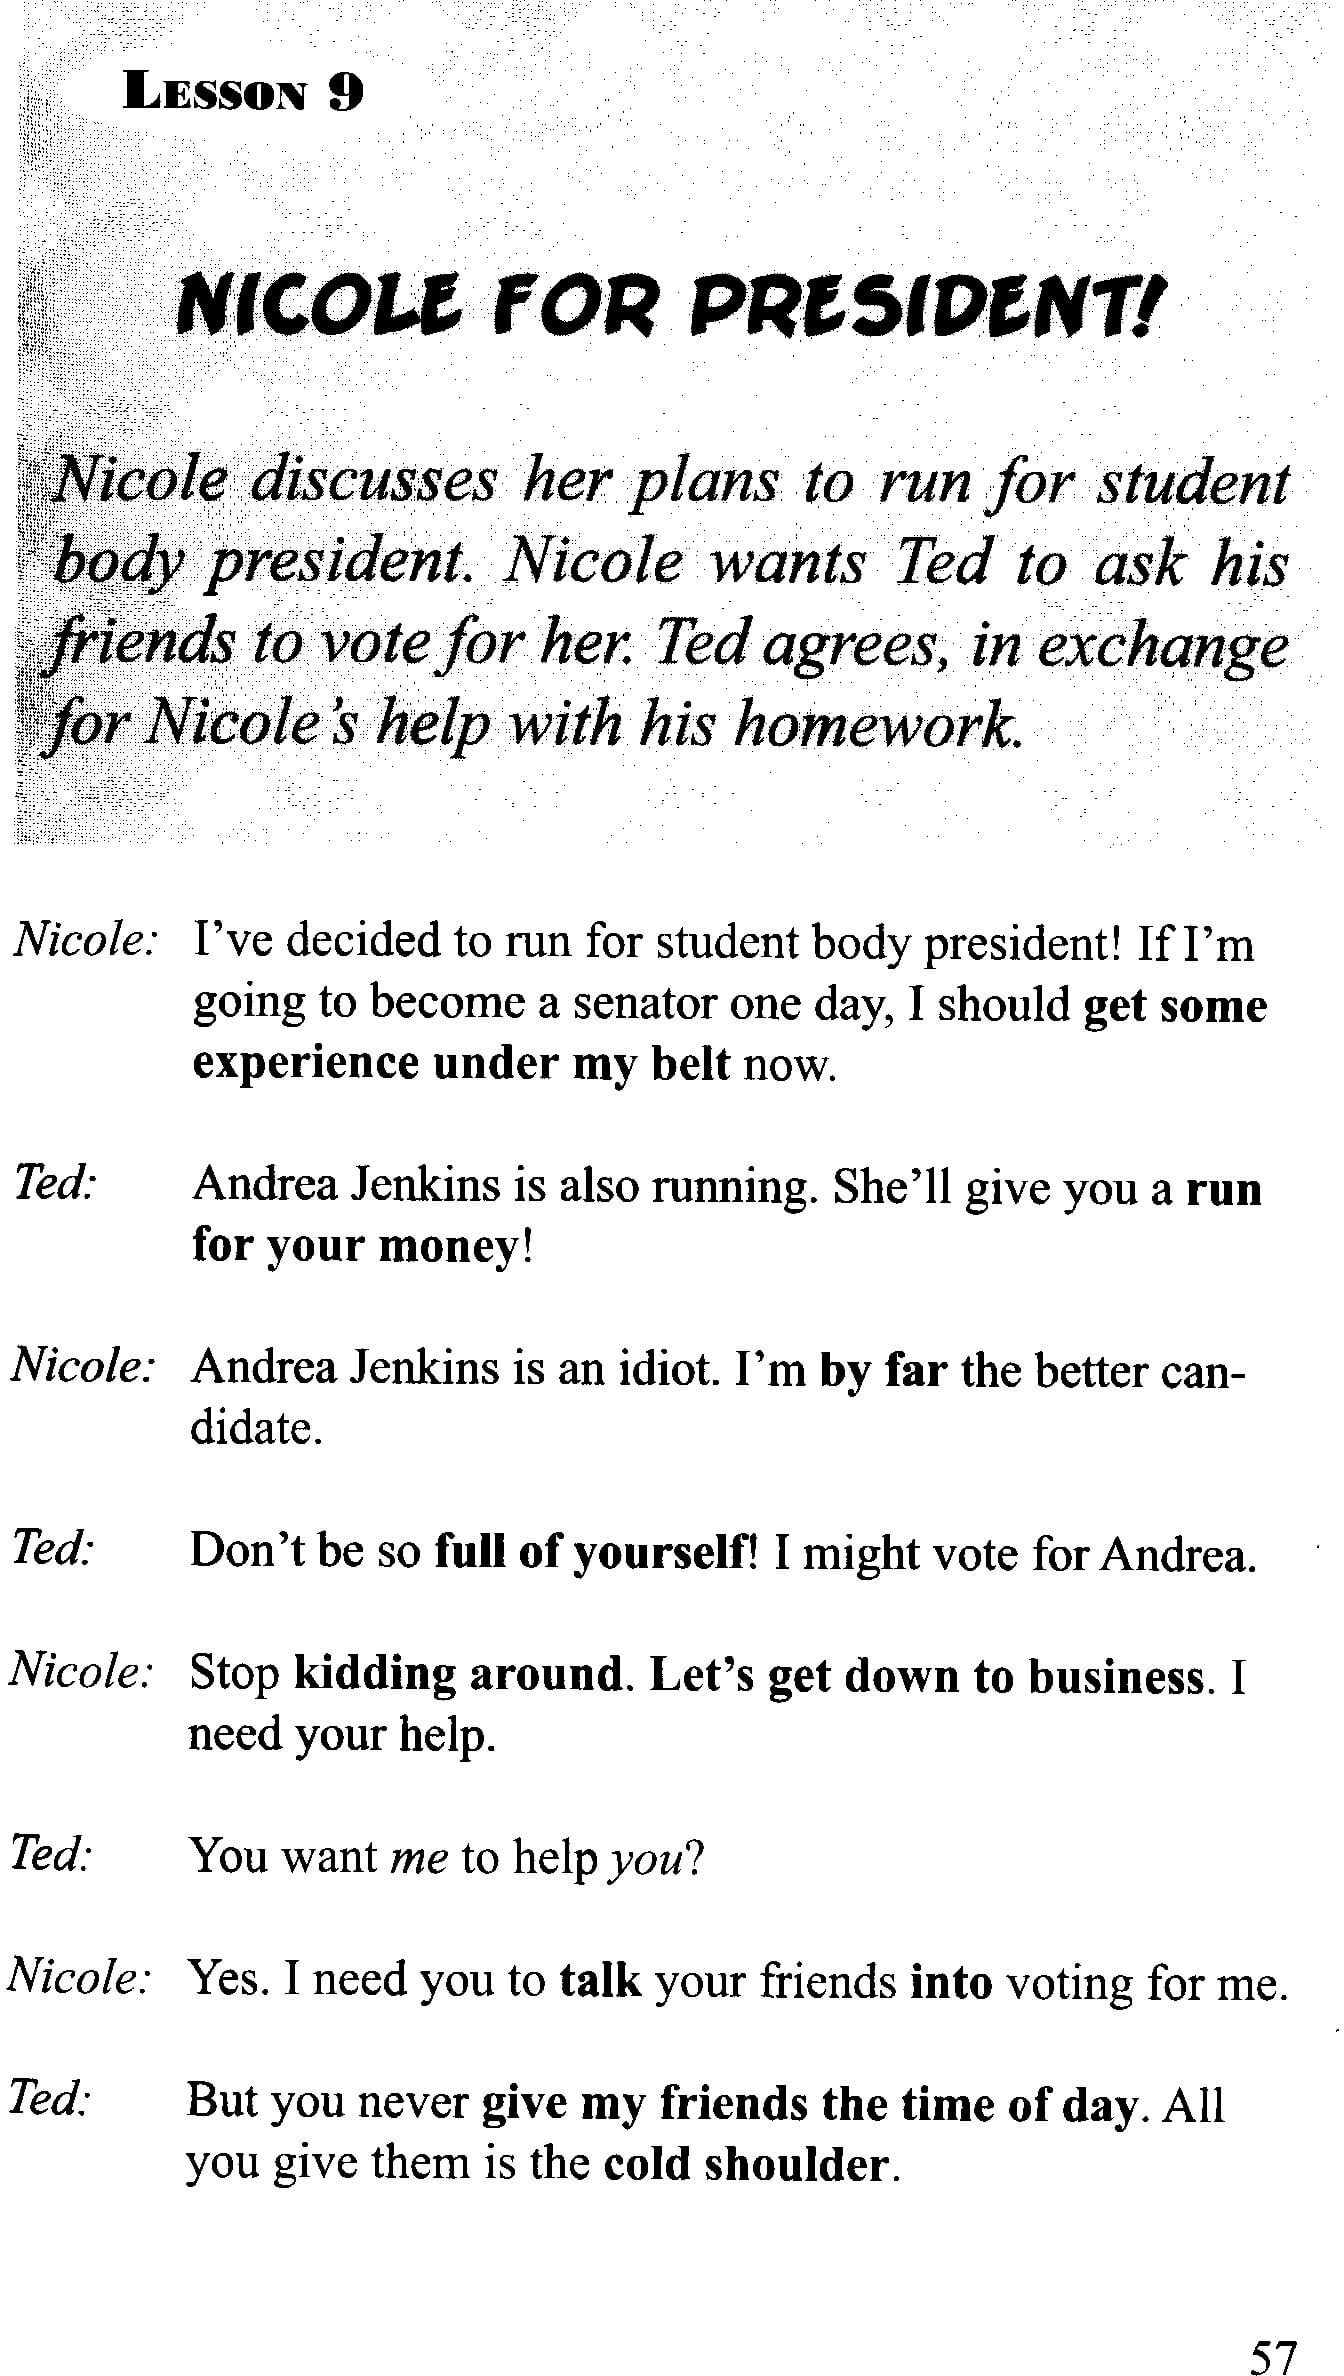 LESSON 9
NICOLE FOR PRESIDENT!
Nicole discusses her plans to run for student
body president. Nicole wants Ted to ask his
friends to vote for her. Ted agrees, in exchange
for Nicole's help with his homework.
Nicole: I've decided to run for student body president! If I'm
going to become a senator one day, I should get some
experience under my belt now.
Ted: Andrea Jenkins is also running. She'll give you a run
for your money!
Nicole: Andrea Jenkins is an idiot. I'm by far the better can-
didate.
Ted: Don't be so full of yourself! I might vote for Andrea.
Nicole: Stop kidding around. Let's get down to business. I
need your help.
Ted: You want me to help you?
Nicole: Yes. I need you to talk your friends into voting for me.
Ted: But you never give my friends the time of day. All
you give them is the cold shoulder.
57